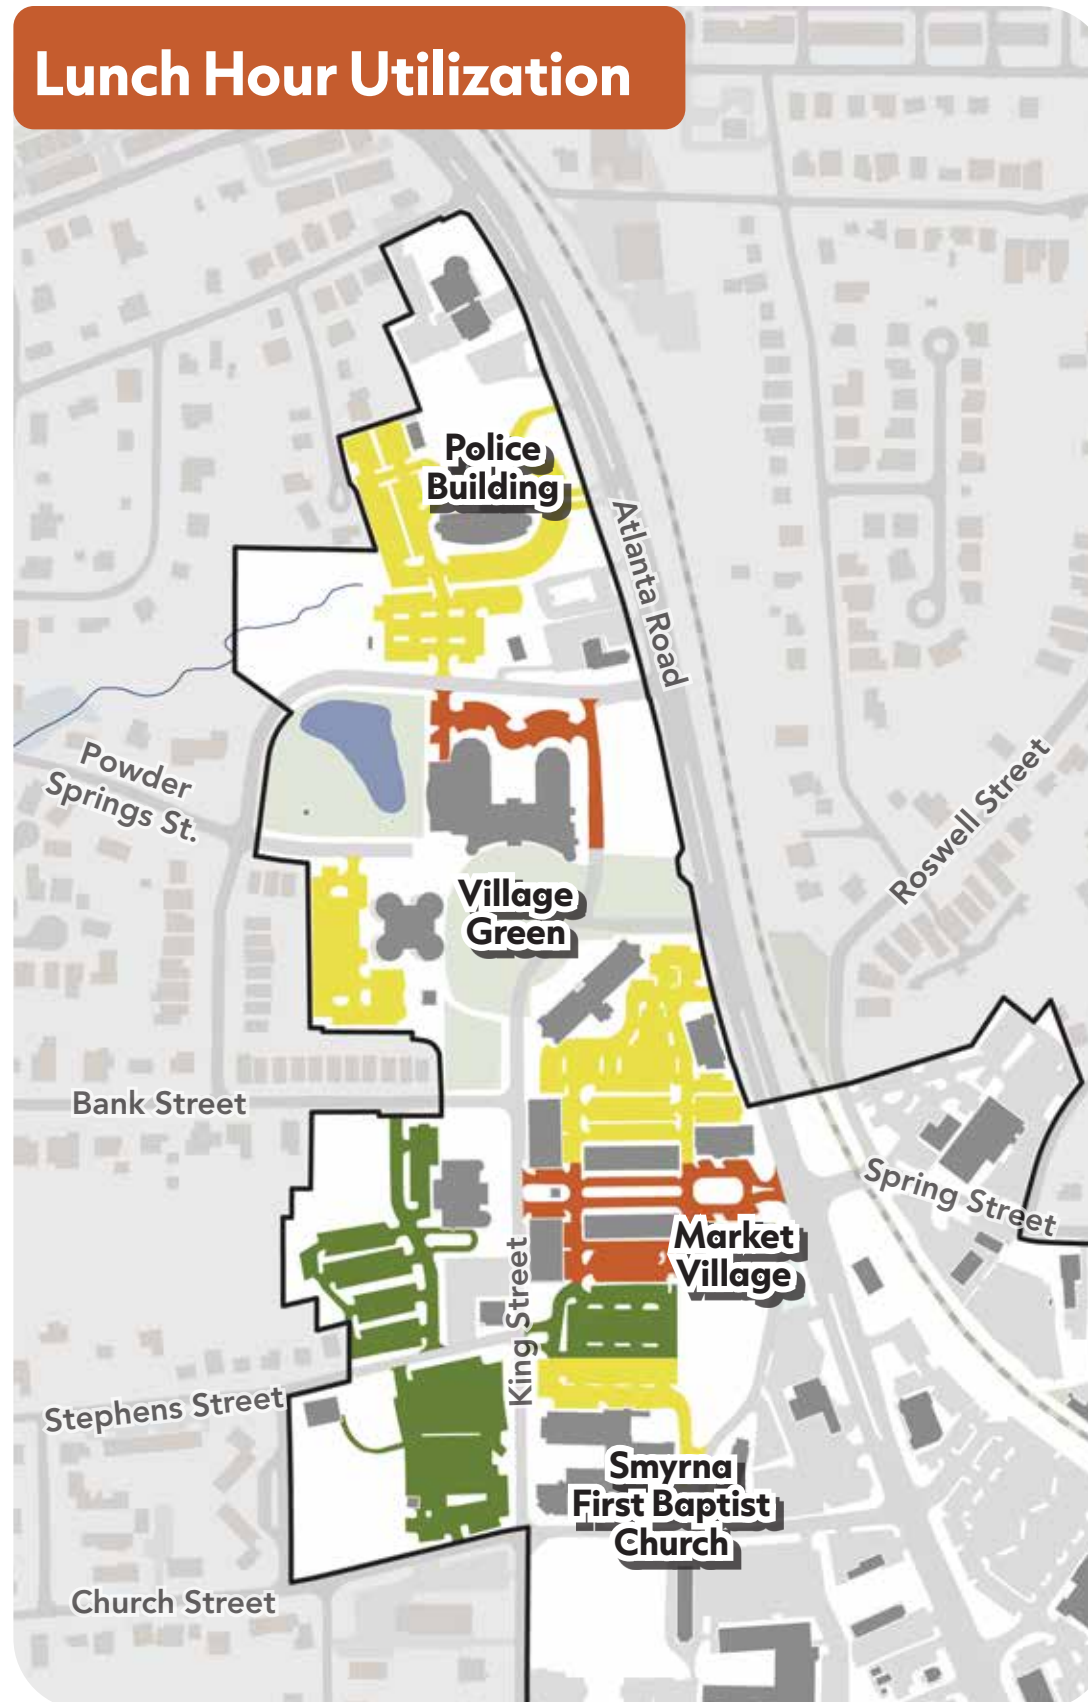 Lunch Hour Utilization
Police
Building
Atlanta Road
Powder
Springs St.
Roswell Street
Village
Green
Bank Street
Spring Street
Market
Village
King Street
Stephens Street
Smyrna
First Baptist
Church
Church Street